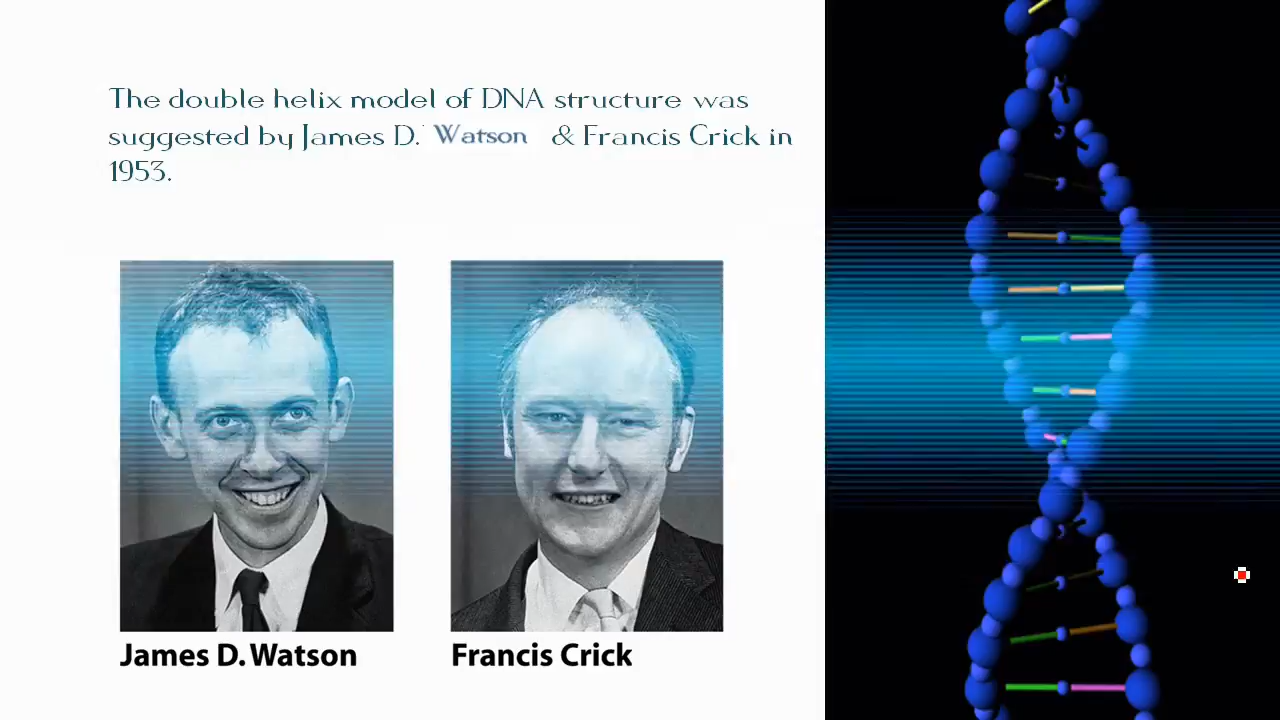 The double helix model of DNA structure was
suggested by James D. Watson & Francis Crick in
1953.
James D. Watson
Francis Crick